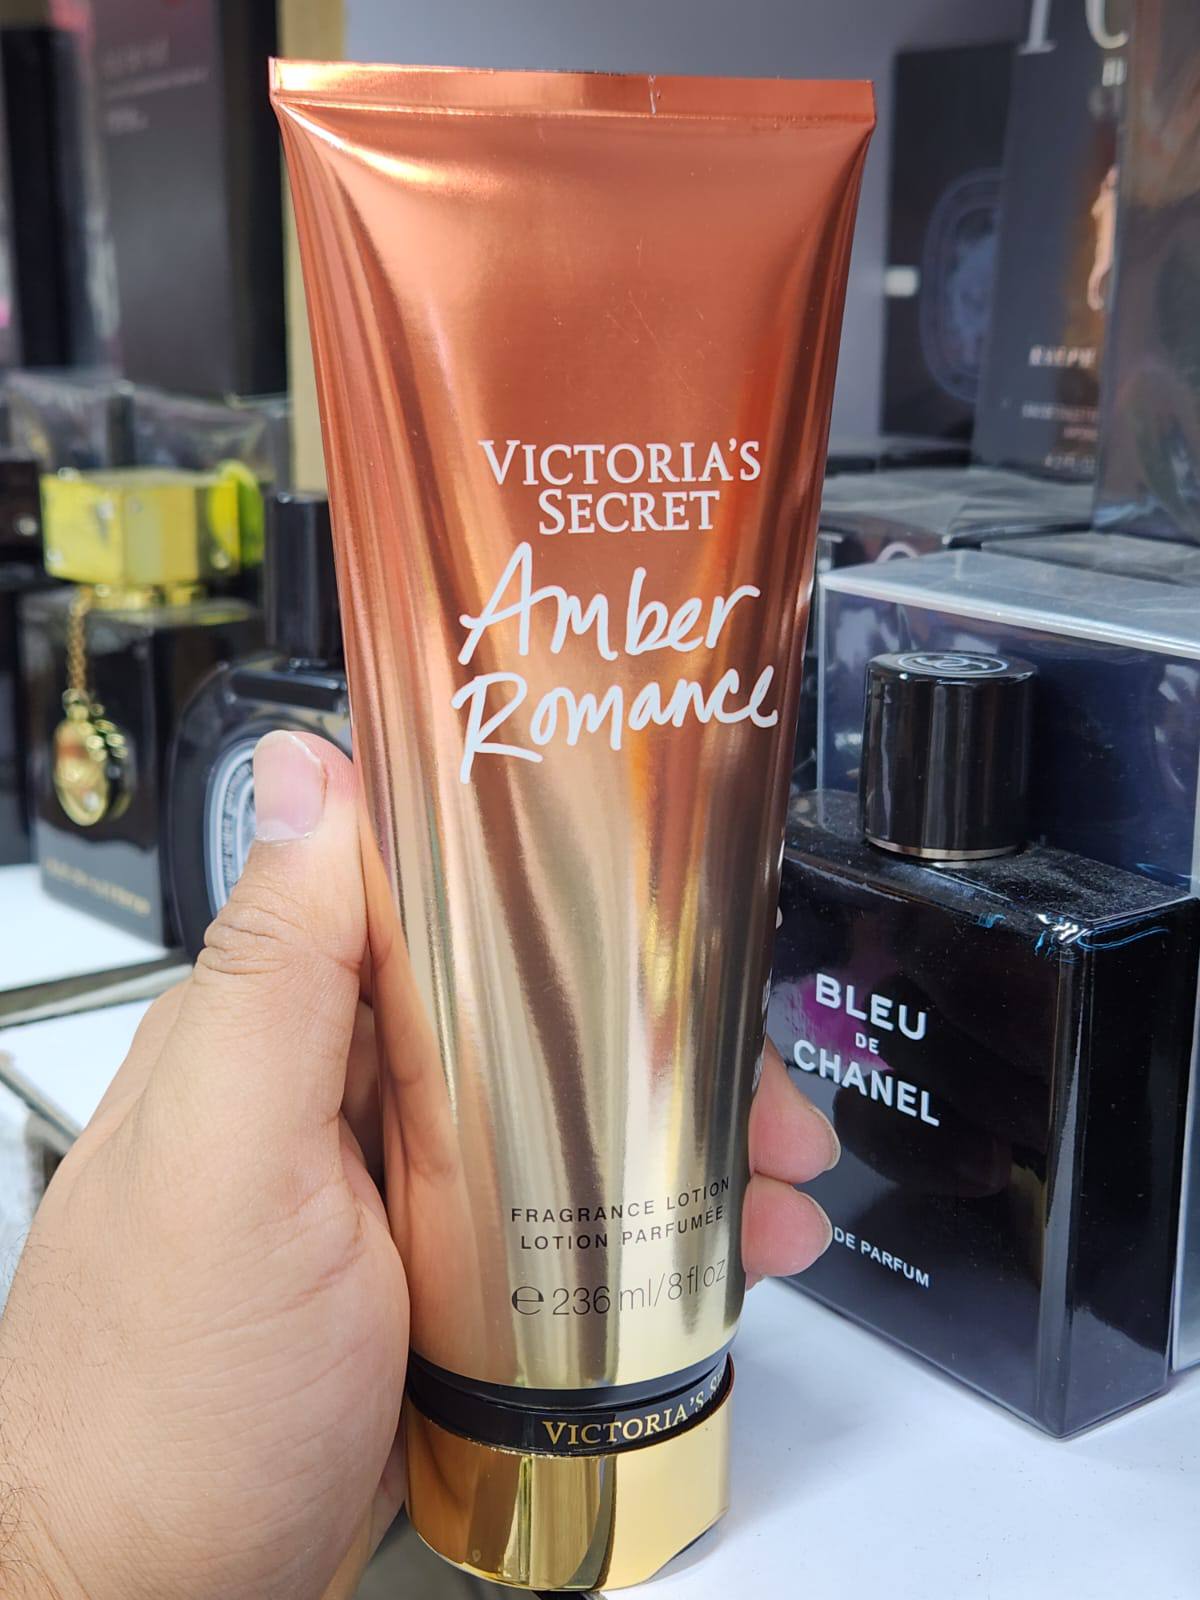 VICTORIA'S
SECRET
Amber
Romance
FRAGRANCE LOTION
LOTION PARFUMÉE
e 236 ml/8 fl oz
VICTORIA'S
BLEU
DE
CHANEL
DE PARFUM